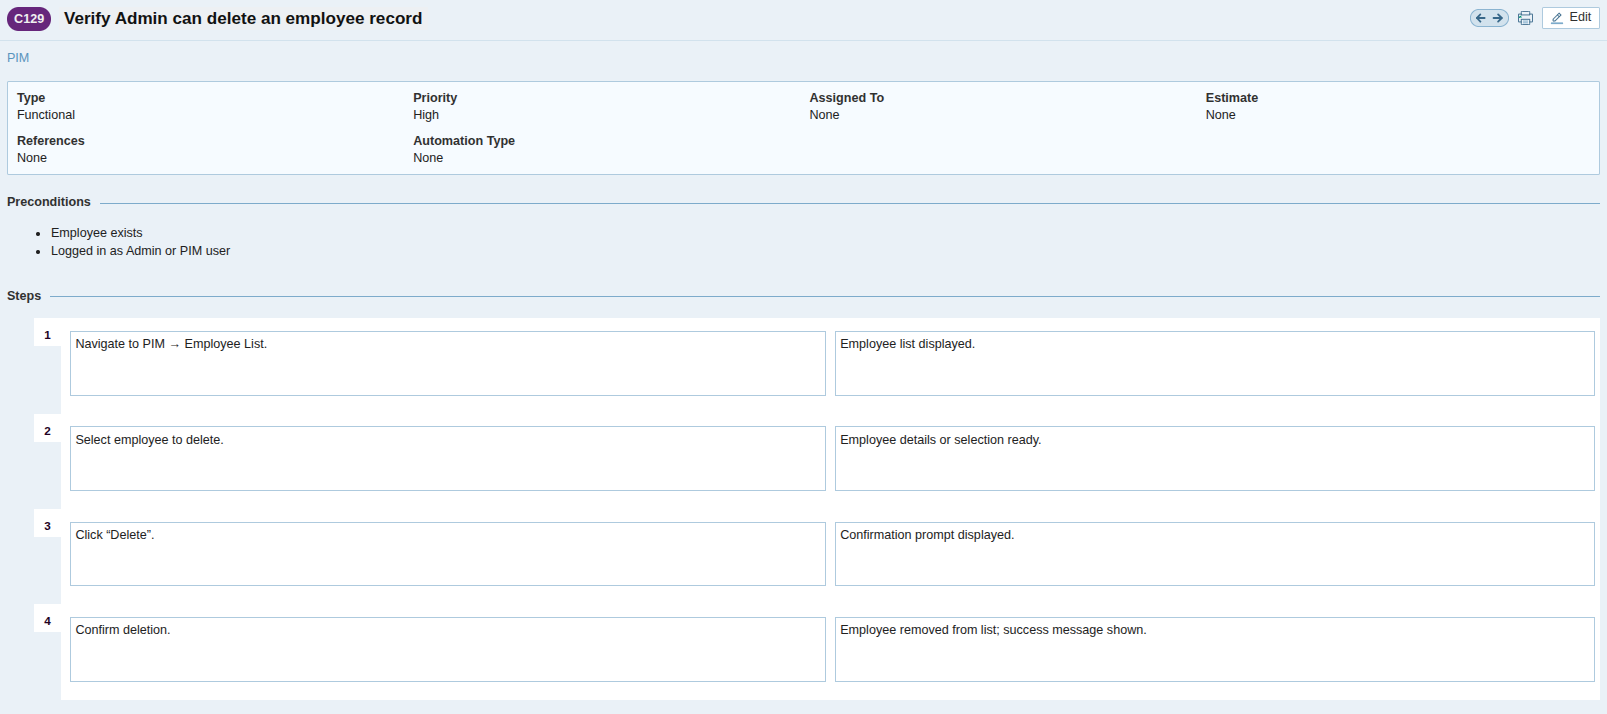 C129 Verify Admin can delete an employee record
Edit
PIM
Type Priority Assigned To Estimate
Functional High None None
References Automation Type
None None
Preconditions
• Employee exists
• Logged in as Admin or PIM user
Steps
1 Navigate to PIM → Employee List. Employee list displayed.
2 Select employee to delete. Employee details or selection ready.
3 Click “Delete”. Confirmation prompt displayed.
4 Confirm deletion. Employee removed from list; success message shown.